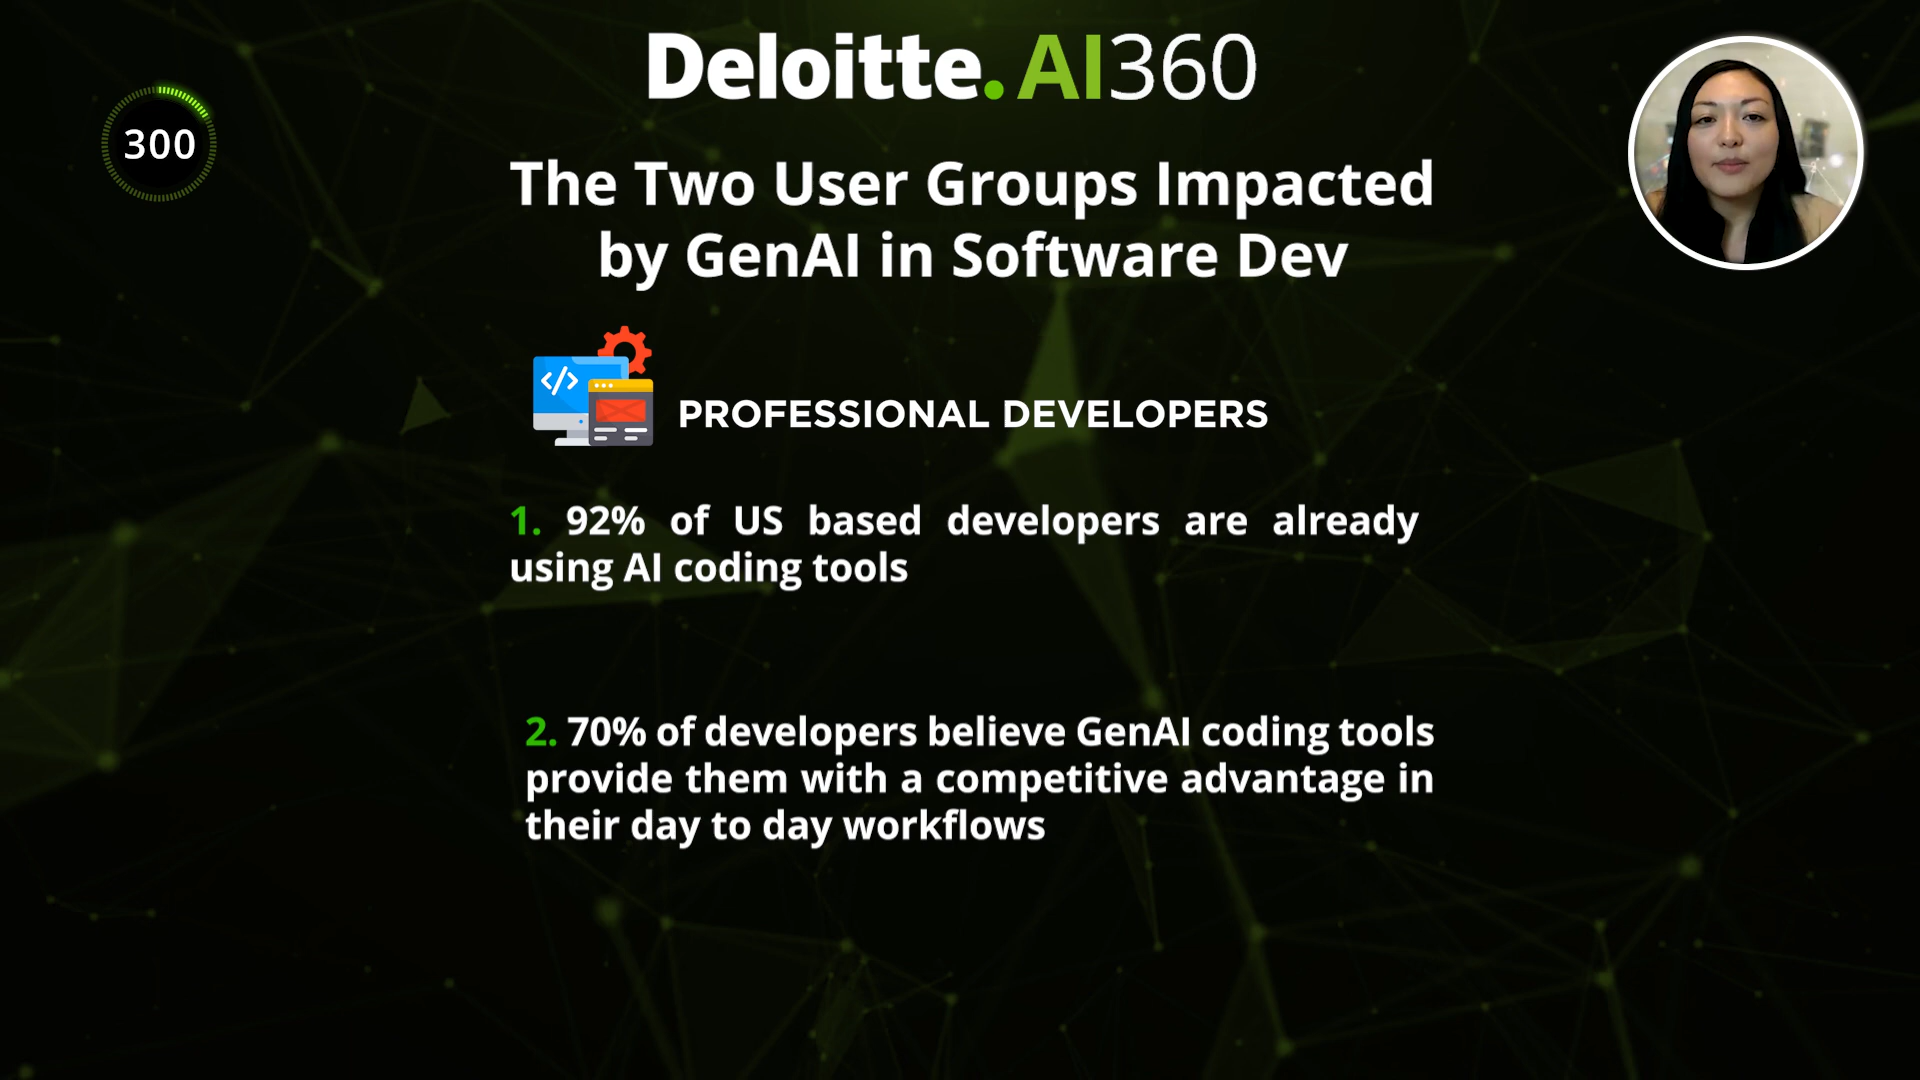 Deloitte. AI360
300
The Two User Groups Impacted
by GenAI in Software Dev
</>
PROFESSIONAL DEVELOPERS
1. 92% of US based developers are already
using AI coding tools
2. 70% of developers believe GenAI coding tools
provide them with a competitive advantage in
their day to day workflows